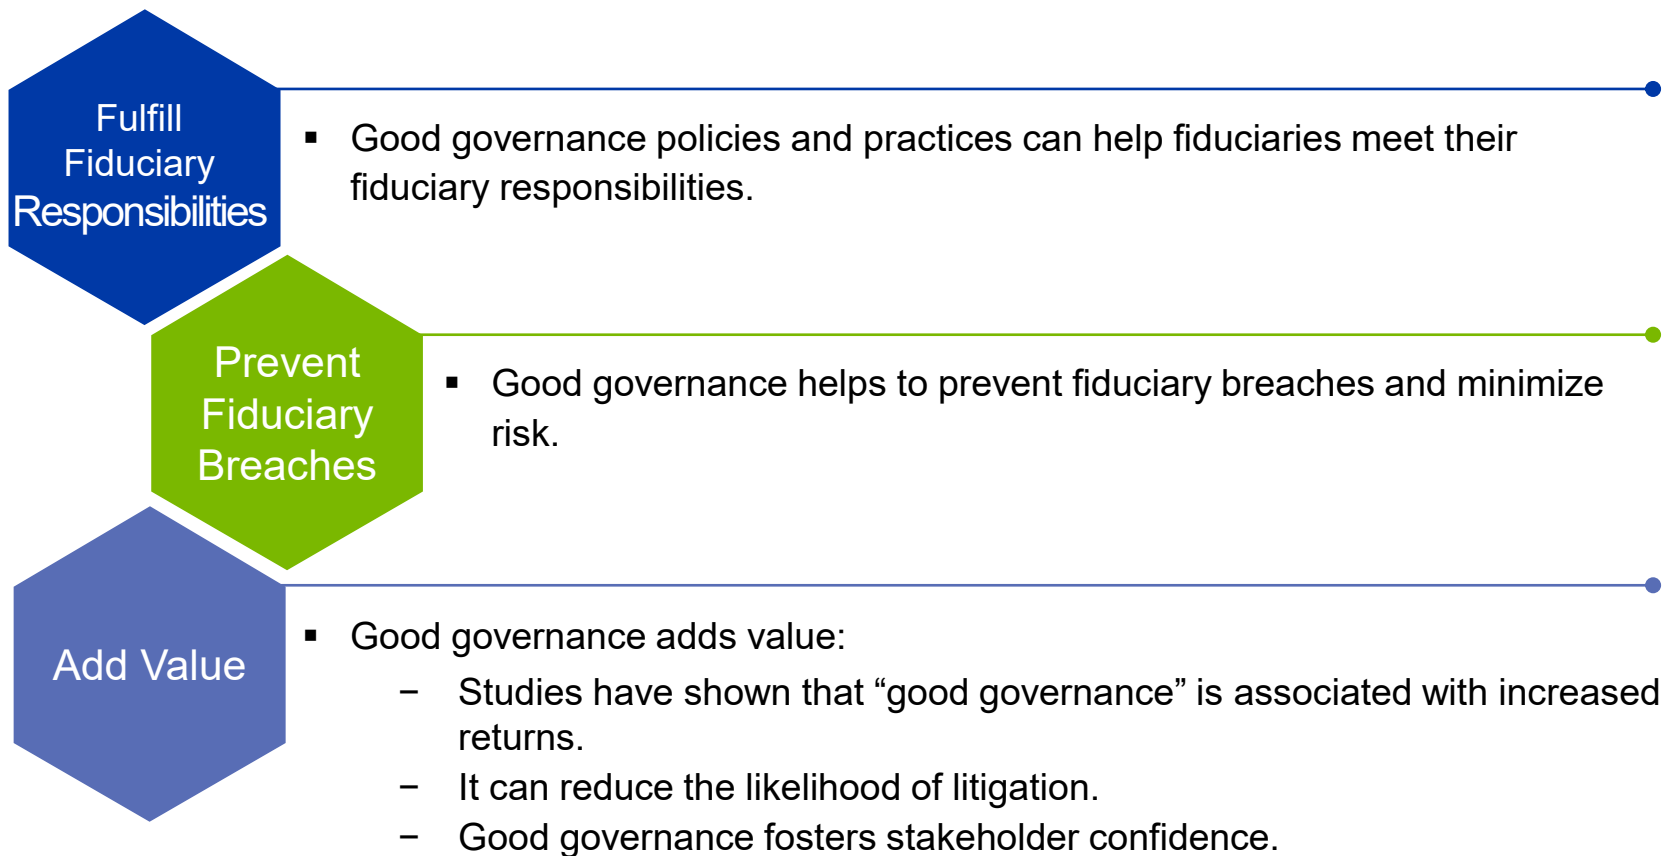 Fulfill
Fiduciary
Responsibilities
▪ Good governance policies and practices can help fiduciaries meet their
fiduciary responsibilities.
Prevent
Fiduciary
Breaches
▪ Good governance helps to prevent fiduciary breaches and minimize
risk.
Add Value
▪ Good governance adds value:
− Studies have shown that “good governance” is associated with increased
returns.
− It can reduce the likelihood of litigation.
− Good governance fosters stakeholder confidence.